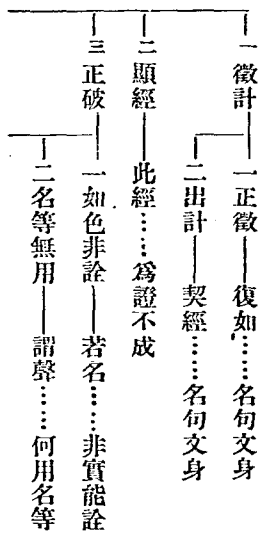 一徵計
一正徵——復如……名句文身
二出計——契經……名句文身
二顯經——此經……爲證不成
三正破
一如色非詮——若名……非實能詮
二名等無用——謂聲……何用名等